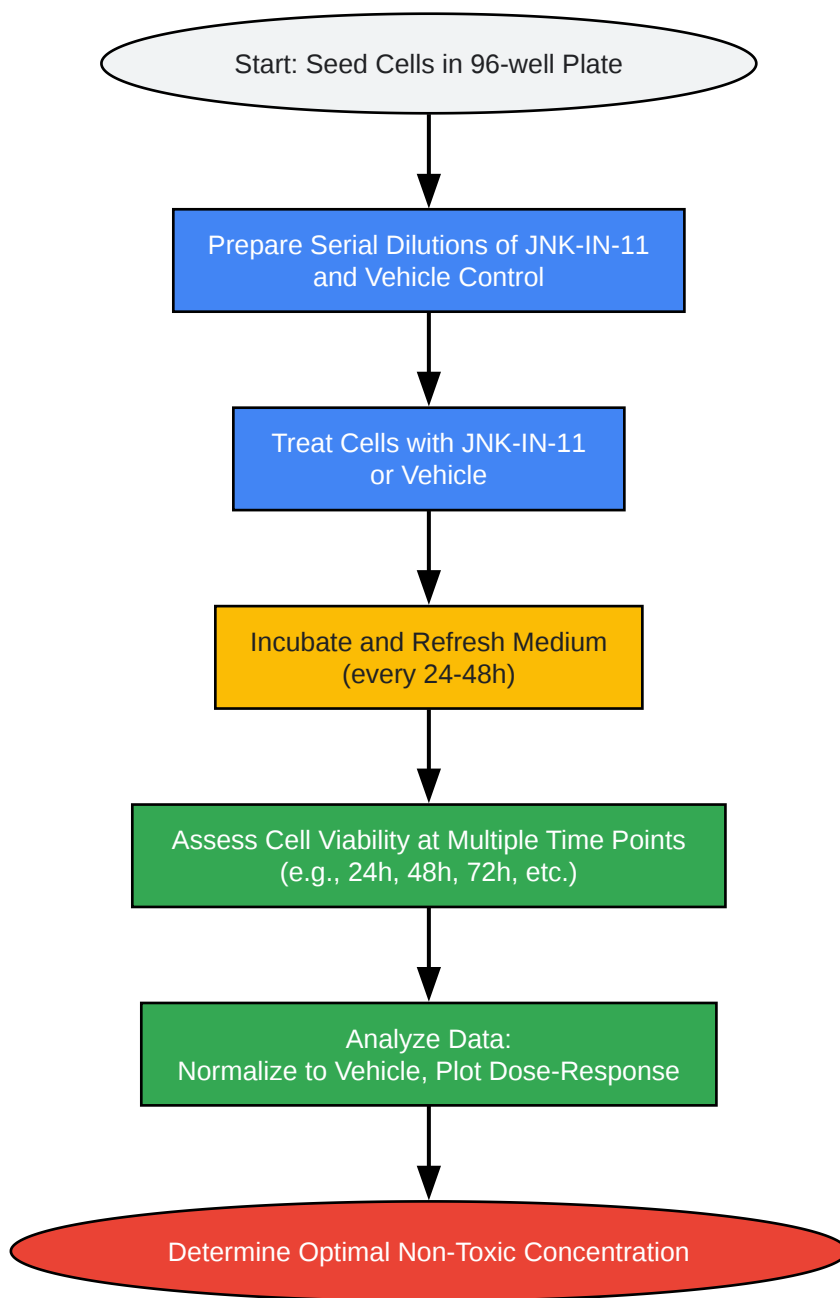 Start: Seed Cells in 96-well Plate
Prepare Serial Dilutions of JNK-IN-11
and Vehicle Control
Treat Cells with JNK-IN-11
or Vehicle
Incubate and Refresh Medium
(every 24-48h)
Assess Cell Viability at Multiple Time Points
(e.g., 24h, 48h, 72h, etc.)
Analyze Data:
Normalize to Vehicle, Plot Dose-Response
Determine Optimal Non-Toxic Concentration